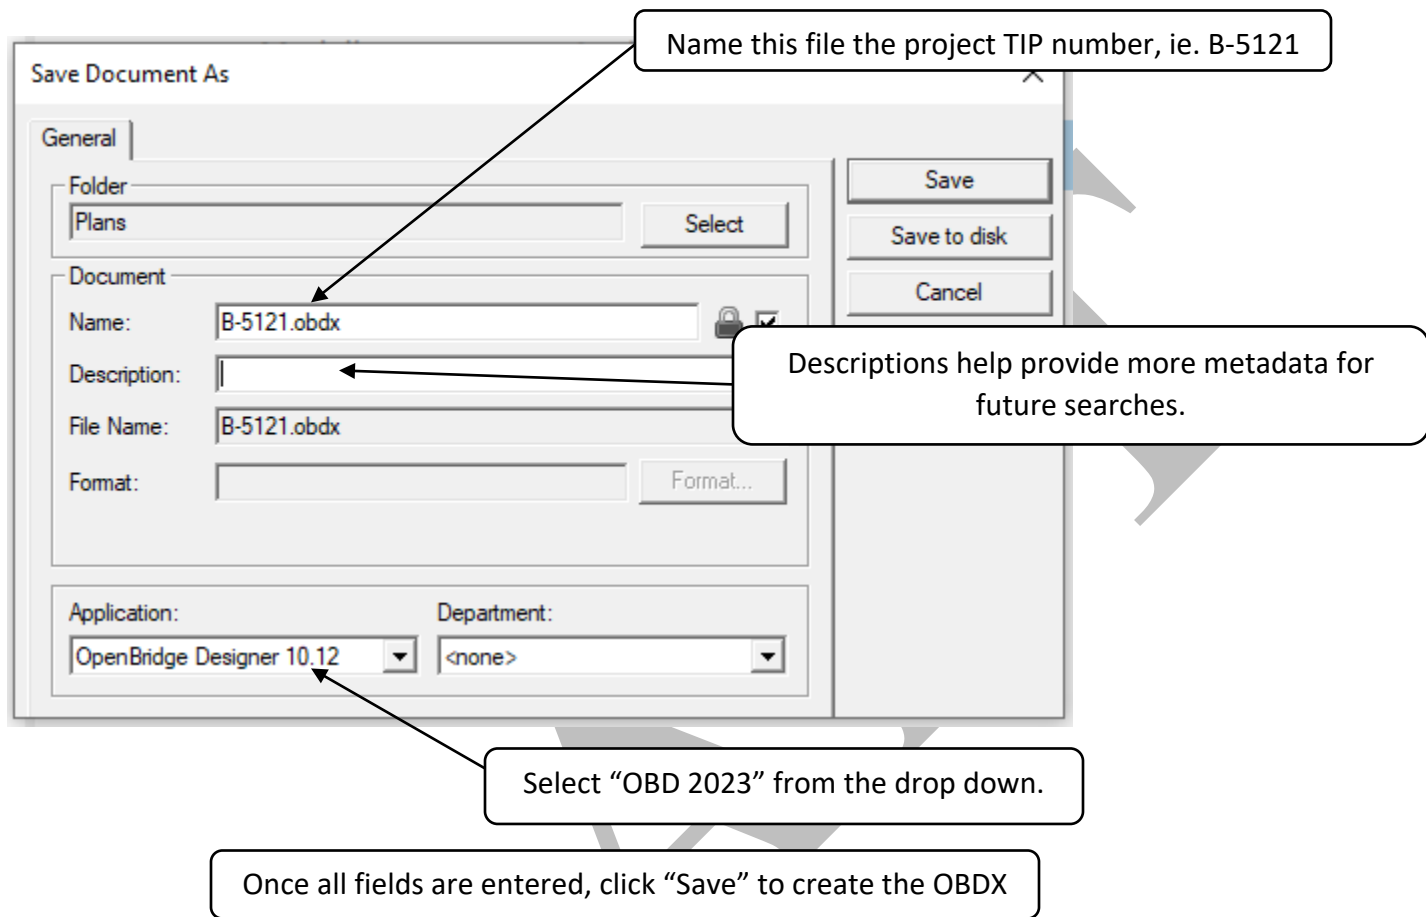 Name this file the project TIP number, ie. B-5121
Save Document As
General
Folder
Plans
Select
Save
Save to disk
Cancel
Document
Name:
B-5121.obdx
Description:
Descriptions help provide more metadata for
future searches.
File Name:
B-5121.obdx
Format:
Format...
Application:
Department:
OpenBridge Designer 10.12
<none>
Select “OBD 2023” from the drop down.
Once all fields are entered, click “Save” to create the OBDX